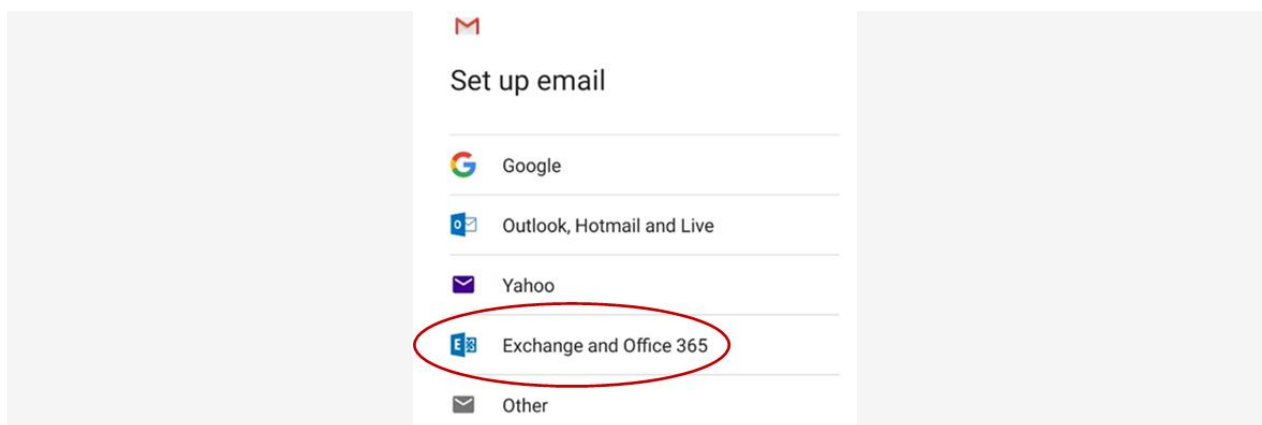 Set up email
Google
Outlook, Hotmail and Live
Yahoo
Exchange and Office 365
Other